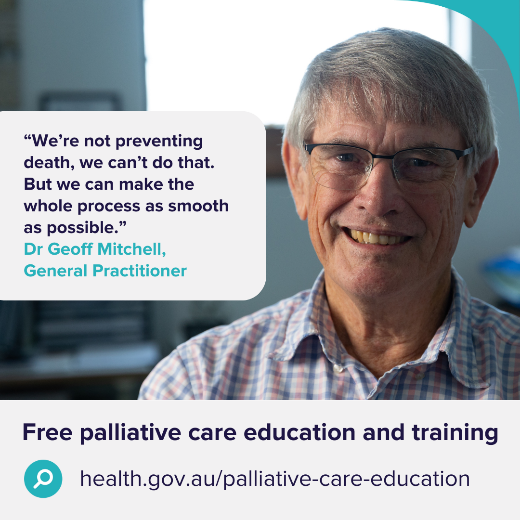 “We’re not preventing
death, we can’t do that.
But we can make the
whole process as smooth
as possible.”
Dr Geoff Mitchell,
General Practitioner
Free palliative care education and training
health.gov.au/palliative-care-education